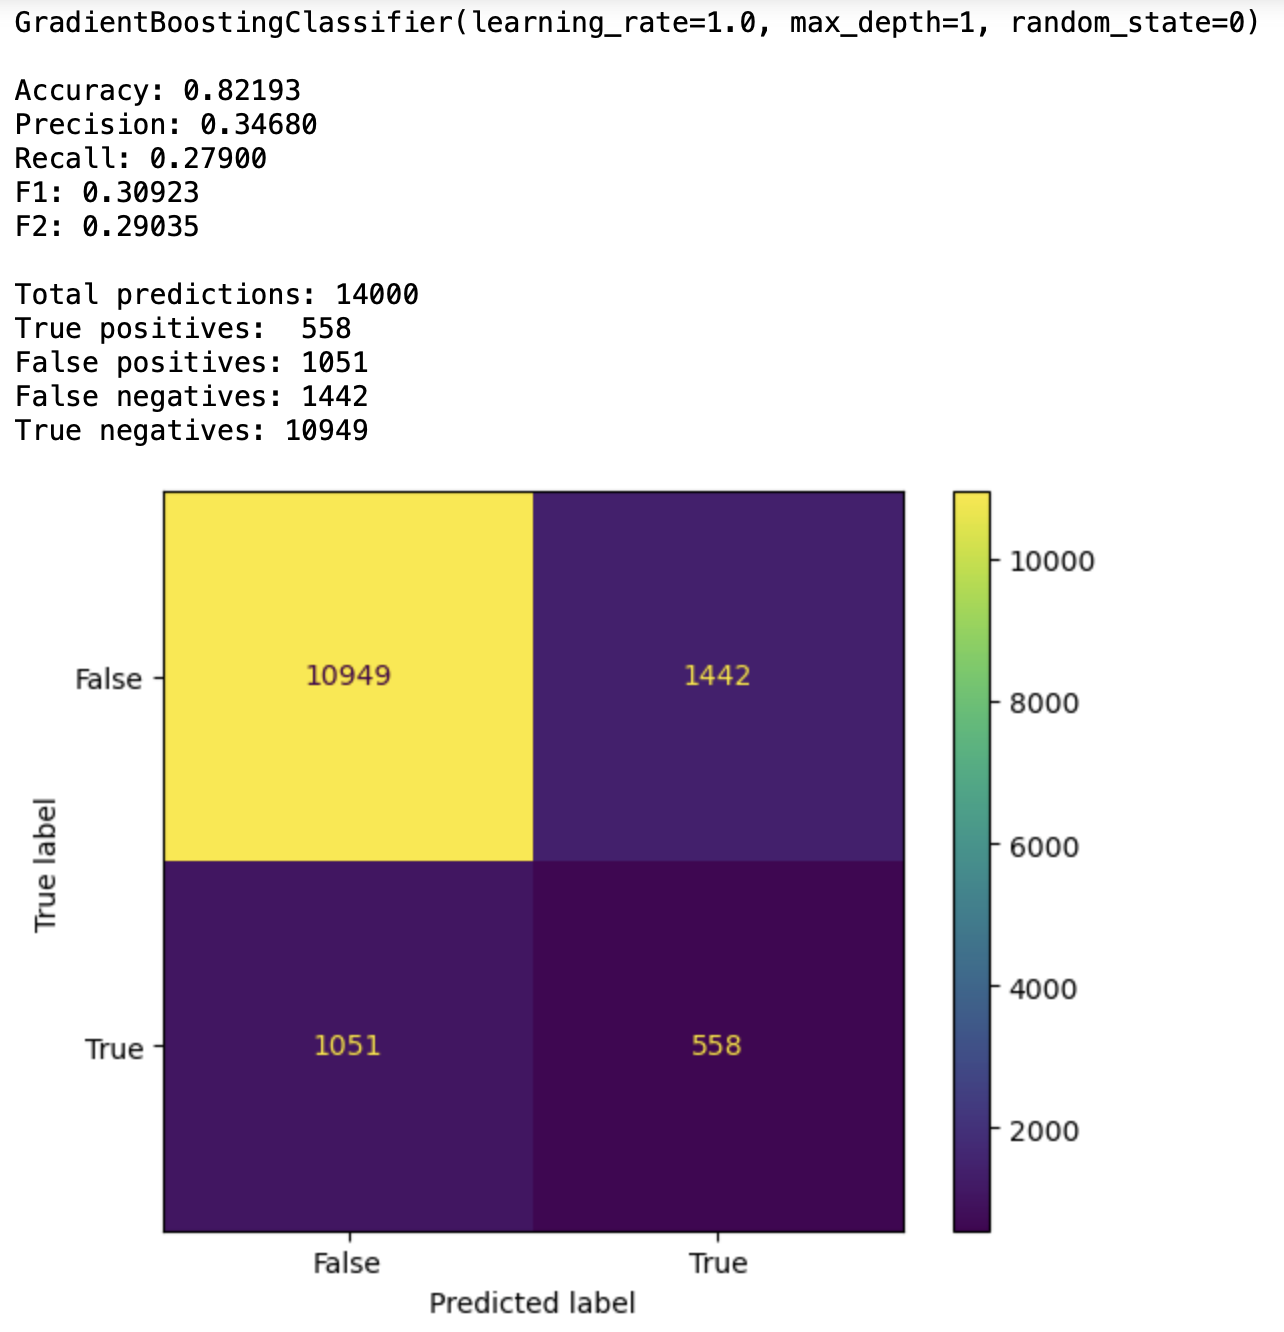 GradientBoostingClassifier(learning_rate=1.0, max_depth=1, random_state=0)
Accuracy: 0.82193
Precision: 0.34680
Recall: 0.27900
F1: 0.30923
F2: 0.29035
Total predictions: 14000
True positives:  558
False positives: 1051
False negatives: 1442
True negatives: 10949
10000
8000
6000
4000
2000
False
10949
1442
True label
True
1051
558
False
True
Predicted label